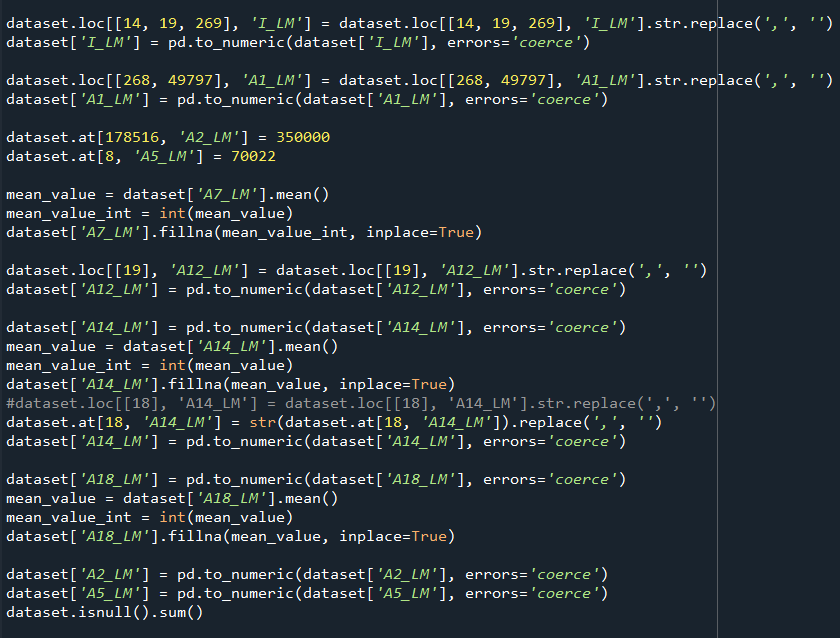 dataset.loc[[14, 19, 269], 'I_LM'] = dataset.loc[[14, 19, 269], 'I_LM'].str.replace(',', '')
dataset['I_LM'] = pd.to_numeric(dataset['I_LM'], errors='coerce')
dataset.loc[[268, 49797], 'A1_LM'] = dataset.loc[[268, 49797], 'A1_LM'].str.replace(',', '')
dataset['A1_LM'] = pd.to_numeric(dataset['A1_LM'], errors='coerce')
dataset.at[178516, 'A2_LM'] = 350000
dataset.at[8, 'A5_LM'] = 70022
mean_value = dataset['A7_LM'].mean()
mean_value_int = int(mean_value)
dataset['A7_LM'].fillna(mean_value_int, inplace=True)
dataset.loc[[19], 'A12_LM'] = dataset.loc[[19], 'A12_LM'].str.replace(',', '')
dataset['A12_LM'] = pd.to_numeric(dataset['A12_LM'], errors='coerce')
dataset['A14_LM'] = pd.to_numeric(dataset['A14_LM'], errors='coerce')
mean_value = dataset['A14_LM'].mean()
mean_value_int = int(mean_value)
dataset['A14_LM'].fillna(mean_value, inplace=True)
#dataset.loc[[18], 'A14_LM'] = dataset.loc[[18], 'A14_LM'].str.replace(',', '')
dataset.at[18, 'A14_LM'] = str(dataset.at[18, 'A14_LM']).replace(',', '')
dataset['A14_LM'] = pd.to_numeric(dataset['A14_LM'], errors='coerce')
dataset['A18_LM'] = pd.to_numeric(dataset['A18_LM'], errors='coerce')
mean_value = dataset['A18_LM'].mean()
mean_value_int = int(mean_value)
dataset['A18_LM'].fillna(mean_value, inplace=True)
dataset['A2_LM'] = pd.to_numeric(dataset['A2_LM'], errors='coerce')
dataset['A5_LM'] = pd.to_numeric(dataset['A5_LM'], errors='coerce')
dataset.isnull().sum()